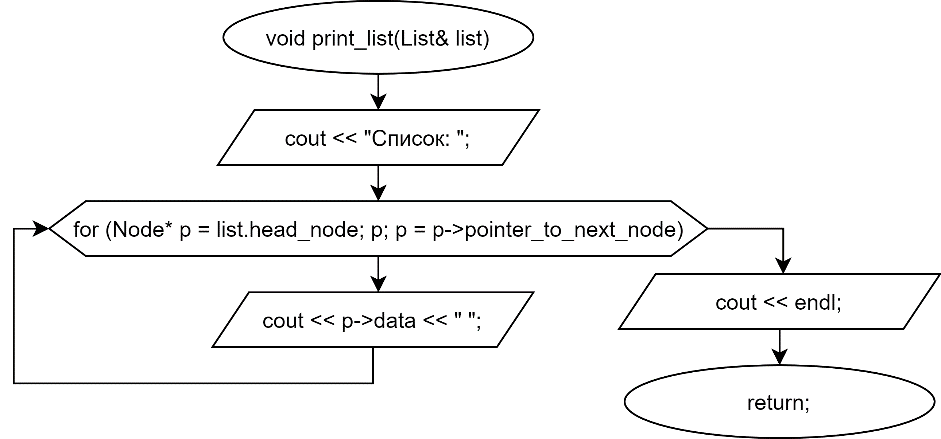 void print_list(List& list)
cout << "Список: ";
for (Node* p = list.head_node; p; p = p->pointer_to_next_node)
cout << p->data << " ";
cout << endl;
return;